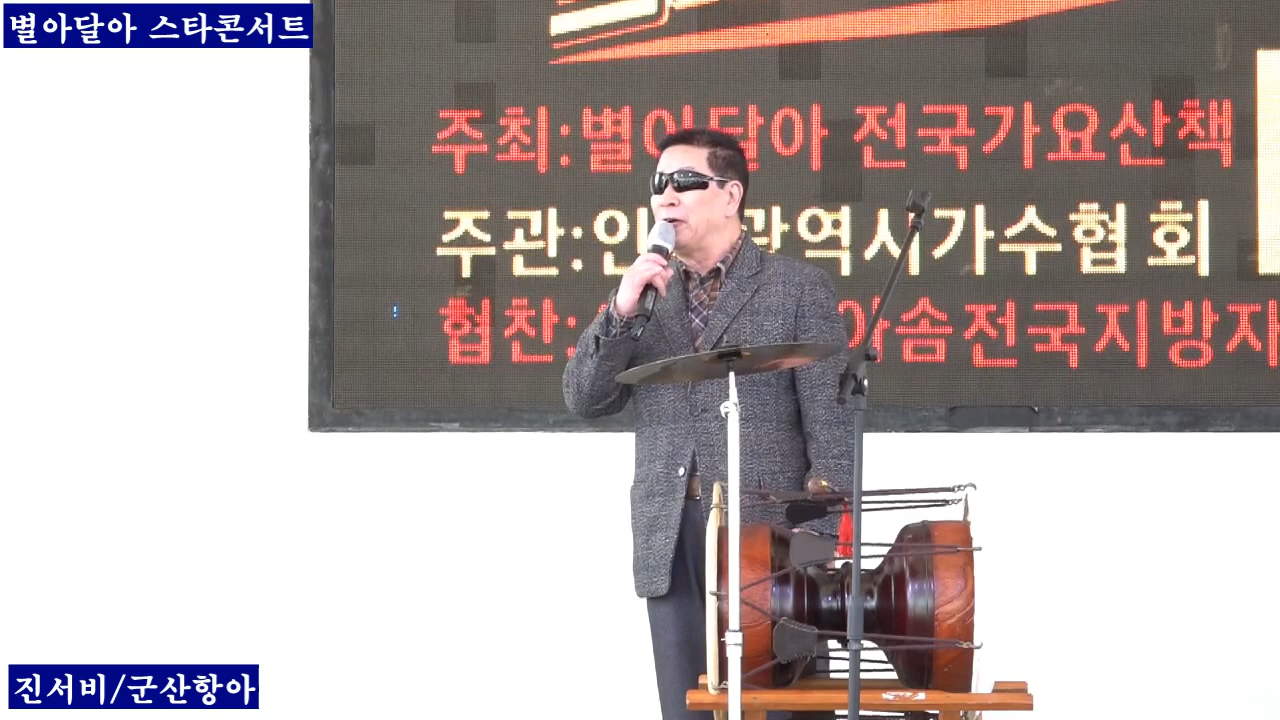 별아달아 스타콘서트
주최:별아달아 전국가요산책
주관:인 광역시가수협회
협찬: 아솜전국지방자
진서비/군산항아